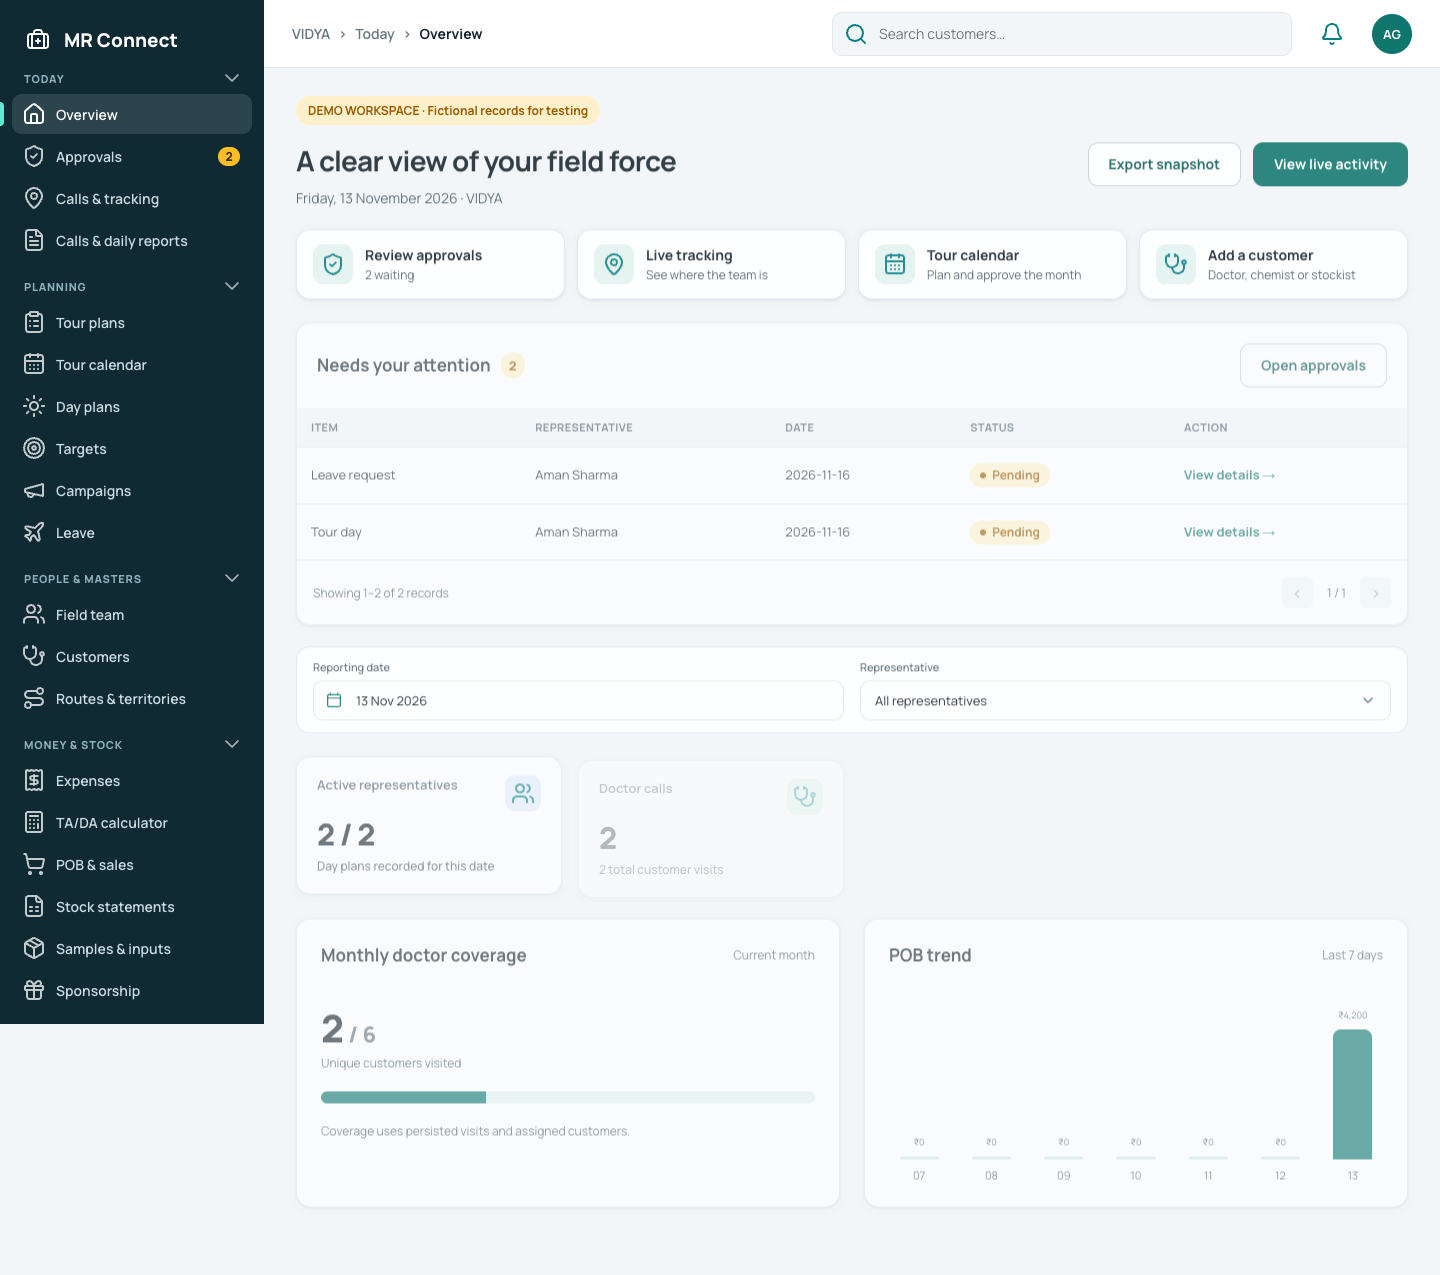 MR Connect
TODAY
Overview
Approvals 2
Calls & tracking
Calls & daily reports
PLANNING
Tour plans
Tour calendar
Day plans
Targets
Campaigns
Leave
PEOPLE & MASTERS
Field team
Customers
Routes & territories
MONEY & STOCK
Expenses
TA/DA calculator
POB & sales
Stock statements
Samples & inputs
Sponsorship
VIDYA › Today › Overview
Search customers...
AG
DEMO WORKSPACE · Fictional records for testing
A clear view of your field force
Friday, 13 November 2026 · VIDYA
Export snapshot
View live activity
Review approvals
2 waiting
Live tracking
See where the team is
Tour calendar
Plan and approve the month
Add a customer
Doctor, chemist or stockist
Needs your attention 2
Open approvals
ITEM REPRESENTATIVE DATE STATUS ACTION
Leave request Aman Sharma 2026-11-16 Pending View details →
Tour day Aman Sharma 2026-11-16 Pending View details →
Showing 1–2 of 2 records
‹ 1 / 1 ›
Reporting date
13 Nov 2026
Representative
All representatives
Active representatives
2 / 2
Day plans recorded for this date
Doctor calls
2
2 total customer visits
Monthly doctor coverage
Current month
2 / 6
Unique customers visited
Coverage uses persisted visits and assigned customers.
POB trend
Last 7 days
₹4,200
₹0 ₹0 ₹0 ₹0 ₹0 ₹0
07 08 09 10 11 12 13